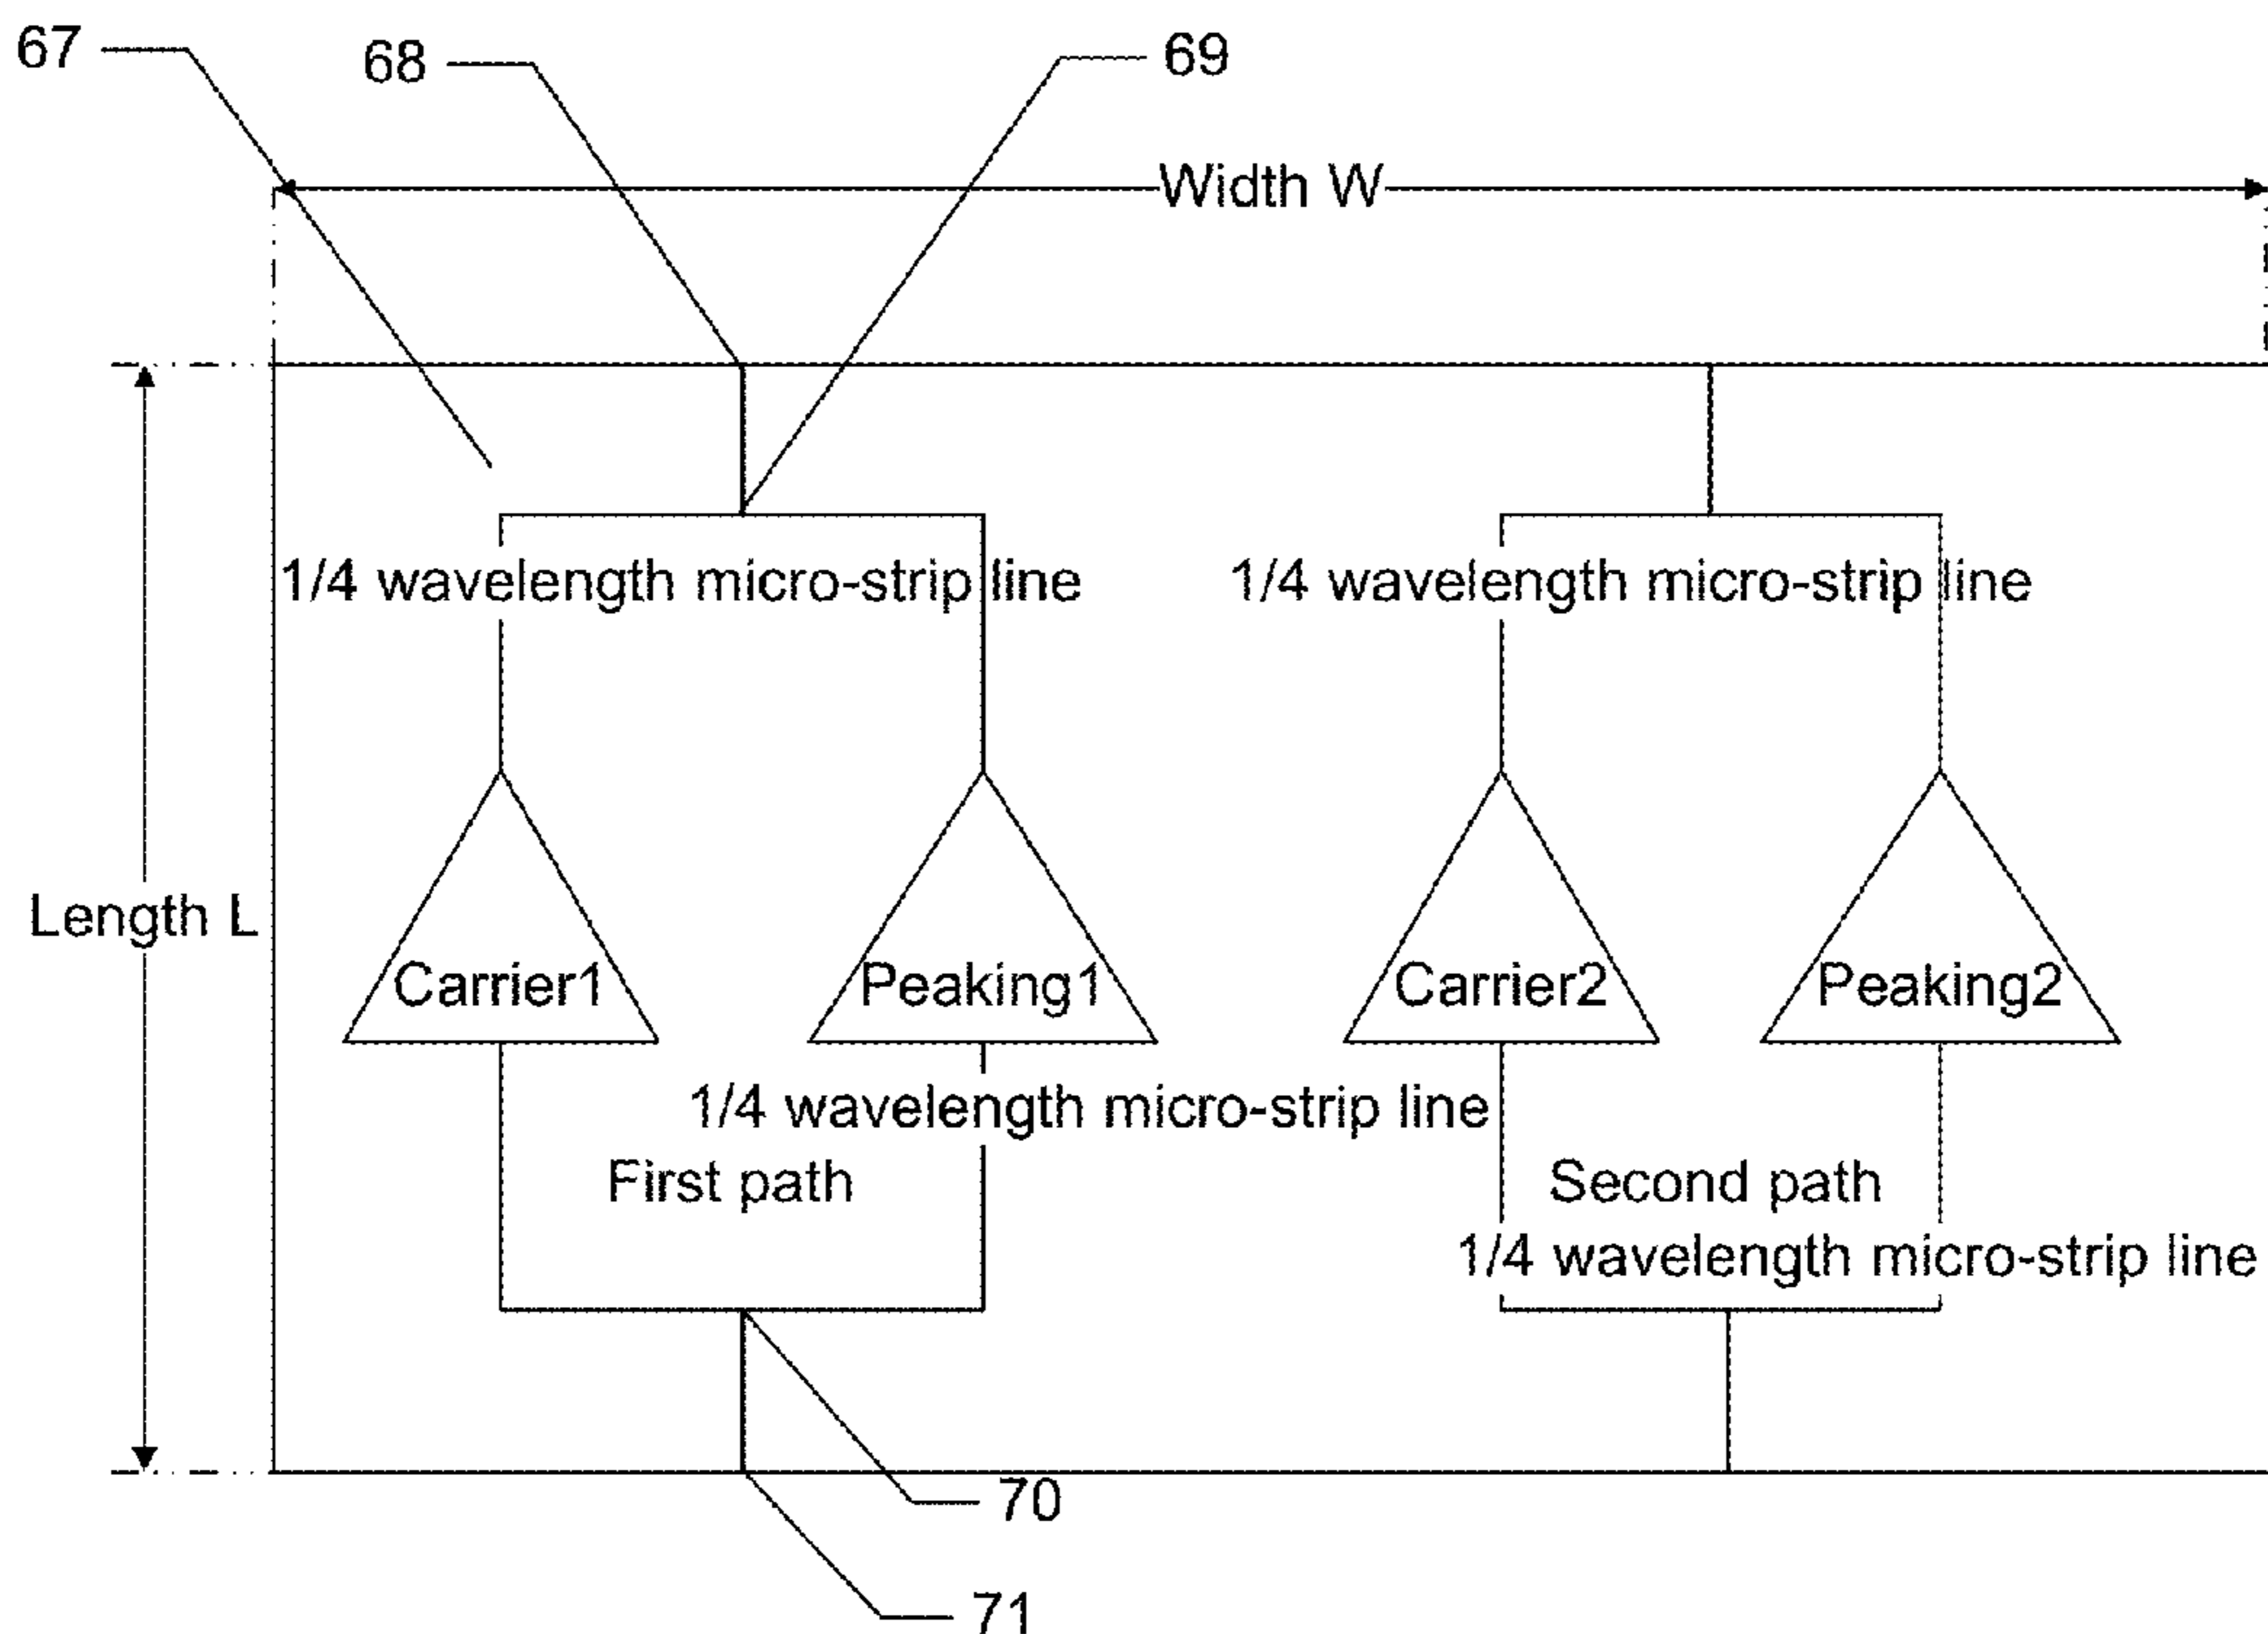 67
68
69
Width W
1/4 wavelength micro-strip line
1/4 wavelength micro-strip line
Length L
Carrier1
Peaking1
Carrier2
Peaking2
1/4 wavelength micro-strip line
First path
Second path
1/4 wavelength micro-strip line
70
71